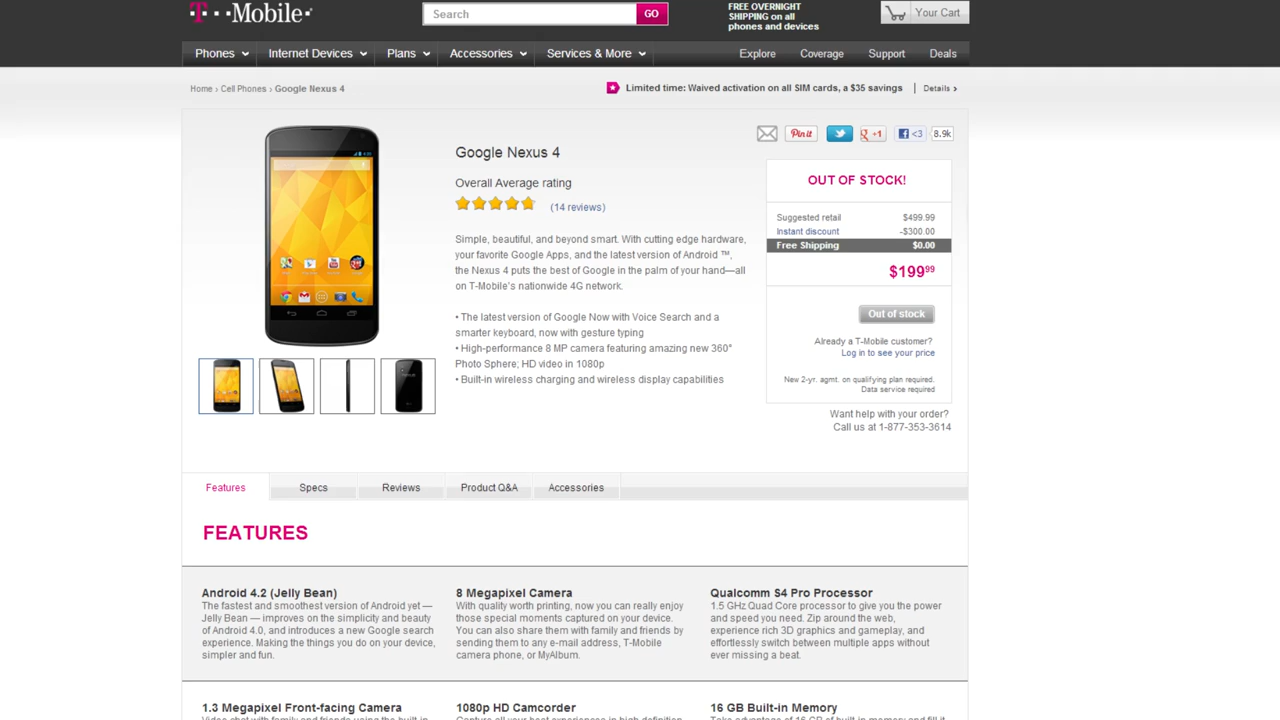 T··Mobile·
Search
GO
FREE OVERNIGHT
SHIPPING on all
phones and devices
Your Cart
Phones
Internet Devices
Plans
Accessories
Services & More
Explore
Coverage
Support
Deals
Home › Cell Phones › Google Nexus 4
Limited time: Waived activation on all SIM cards, a $35 savings
Details ›
Pin it
+1
<3
8.9k
Google Nexus 4
Overall Average rating
(14 reviews)
Simple, beautiful, and beyond smart. With cutting edge hardware,
your favorite Google Apps, and the latest version of Android ™,
the Nexus 4 puts the best of Google in the palm of your hand—all
on T-Mobile's nationwide 4G network.
• The latest version of Google Now with Voice Search and a
smarter keyboard, now with gesture typing
• High-performance 8 MP camera featuring amazing new 360°
Photo Sphere; HD video in 1080p
• Built-in wireless charging and wireless display capabilities
OUT OF STOCK!
Suggested retail $499.99
Instant discount -$300.00
Free Shipping $0.00
$19999
Out of stock
Already a T-Mobile customer?
Log in to see your price
New 2-yr. agmt. on qualifying plan required.
Data service required
Want help with your order?
Call us at 1-877-353-3614
Features
Specs
Reviews
Product Q&A
Accessories
FEATURES
Android 4.2 (Jelly Bean)
The fastest and smoothest version of Android yet —
Jelly Bean — improves on the simplicity and beauty
of Android 4.0, and introduces a new Google search
experience. Making the things you do on your device,
simpler and fun.
8 Megapixel Camera
With quality worth printing, now you can really enjoy
those special moments captured on your device.
You can also share them with family and friends by
sending them to any e-mail address, T-Mobile
camera phone, or MyAlbum.
Qualcomm S4 Pro Processor
1.5 GHz Quad Core processor to give you the power
and speed you need. Zip around the web,
experience rich 3D graphics and gameplay, and
effortlessly switch between multiple apps without
ever missing a beat.
1.3 Megapixel Front-facing Camera
1080p HD Camcorder
16 GB Built-in Memory